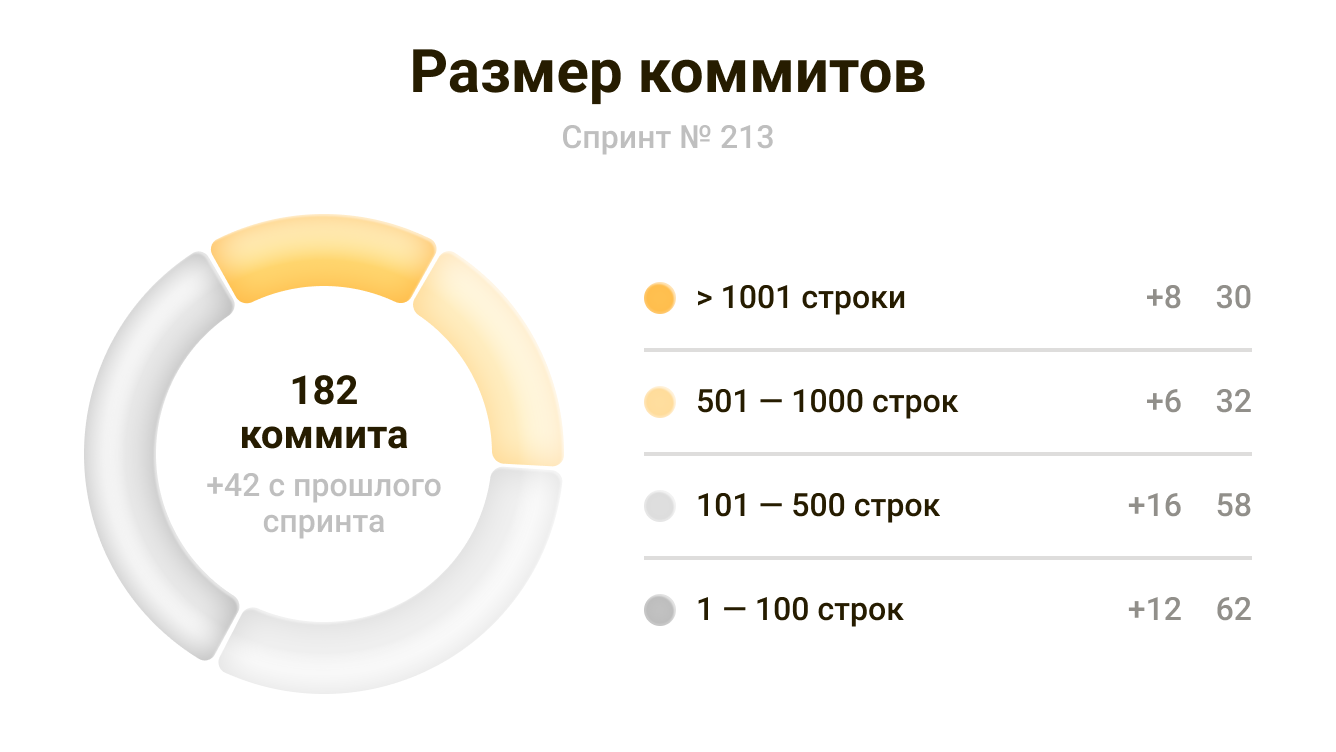 Размер коммитов
Спринт № 213
182
коммита
+42 с прошлого
спринта
> 1001 строки +8 30
501 — 1000 строк +6 32
101 — 500 строк +16 58
1 — 100 строк +12 62